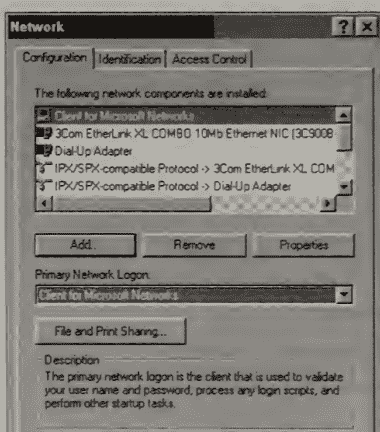 Network
Configuration Identification Access Control
The following network components are installed:
Client for Microsoft Networks
3Com EtherLink XL COMBO 10Mb Ethernet NIC (3C900B-
Dial-Up Adapter
IPX/SPX-compatible Protocol -> 3Com EtherLink XL COM
IPX/SPX-compatible Protocol -> Dial-Up Adapter
Add... Remove Properties
Primary Network Logon:
Client for Microsoft Networks
File and Print Sharing...
Description
The primary network logon is the client that is used to validate
your user name and password, process any login scripts, and
perform other startup tasks.